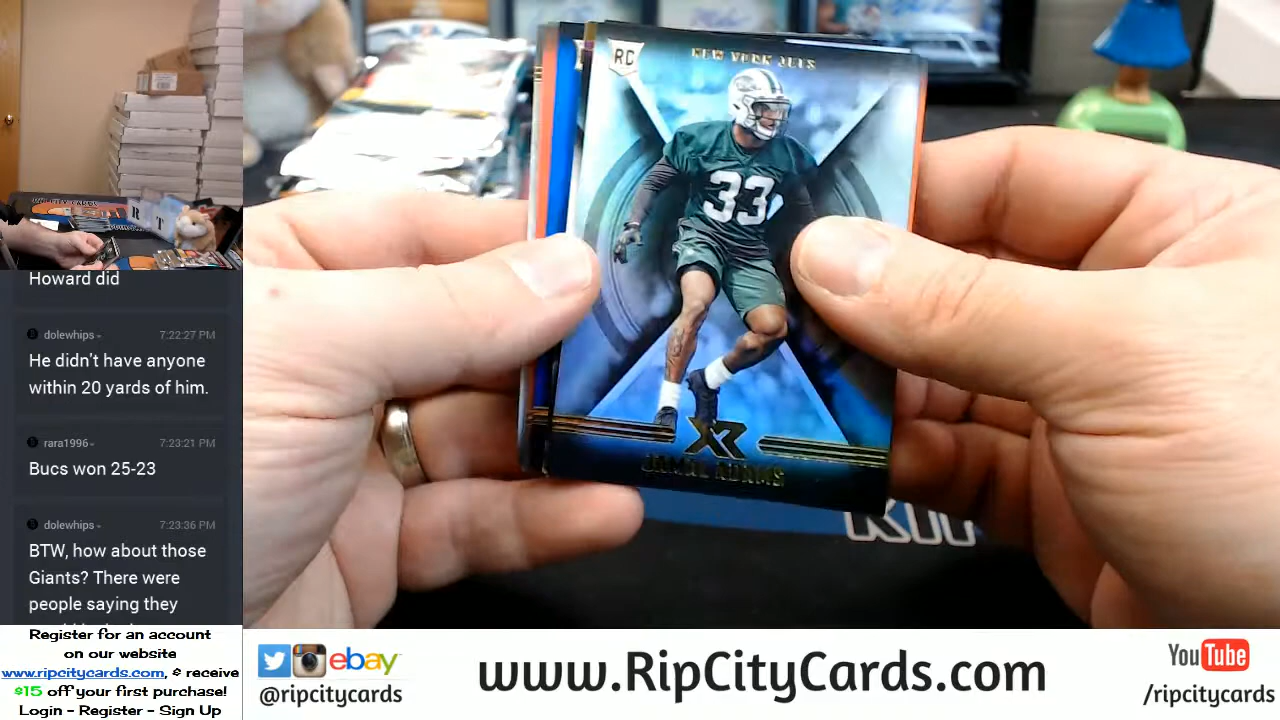 Howard did
dolewhips 7:22:27 PM
He didn't have anyone
within 20 yards of him.
rara1996 7:23:21 PM
Bucs won 25-23
dolewhips 7:23:36 PM
BTW, how about those
Giants? There were
people saying they
Register for an account
on our website
www.ripcitycards.com, & receive
$15 off your first purchase!
Login - Register - Sign Up
RC
NEW YORK JETS
33
XR
JAMAL ADAMS
ebay
@ripcitycards
www.RipCityCards.com
YouTube
/ripcitycards